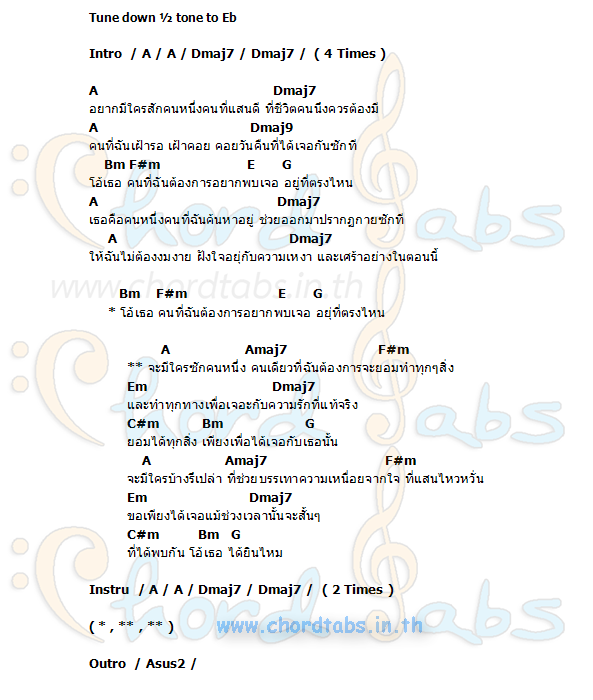 Tune down ½ tone to Eb
Intro / A / A / Dmaj7 / Dmaj7 / ( 4 Times )
A Dmaj7
อยากมีใครสักคนหนึ่งคนที่แสนดี ที่ชีวิตคนนึงควรต้องมี
A Dmaj9
คนที่ฉันเฝ้ารอ เฝ้าคอย คอยวันคืนที่ได้เจอกันซักที
Bm F#m E G
โอ้เธอ คนที่ฉันต้องการอยากพบเจอ อยู่ที่ตรงไหน
A Dmaj7
เธอคือคนหนึ่งคนที่ฉันค้นหาอยู่ ช่วยออกมาปรากฏกายซักที
A Dmaj7
ให้ฉันไม่ต้องงมงาย ฝังใจอยู่กับความเหงา และเศร้าอย่างในตอนนี้
www.chordtabs.in.th
Bm F#m E G
* โอ้เธอ คนที่ฉันต้องการอยากพบเจอ อยู่ที่ตรงไหน
A Amaj7 F#m
** จะมีใครซักคนหนึ่ง คนเดียวที่ฉันต้องการจะยอมทำทุกๆสิ่ง
Em Dmaj7
และทำทุกทางเพื่อเจอะกับความรักที่แท้จริง
C#m Bm G
ยอมได้ทุกสิ่ง เพียงเพื่อได้เจอกับเธอนั้น
A Amaj7 F#m
จะมีใครบ้างรึเปล่า ที่ช่วยบรรเทาความเหนื่อยจากใจ ที่แสนไหวหวั่น
Em Dmaj7
ขอเพียงได้เจอแม้ช่วงเวลานั้นจะสั้นๆ
C#m Bm G
ที่ได้พบกัน โอ้เธอ ได้ยินไหม
Instru / A / A / Dmaj7 / Dmaj7 / ( 2 Times )
( * , ** , ** ) www.chordtabs.in.th
Outro / Asus2 /
Chord abs
Chord abs
Chord abs